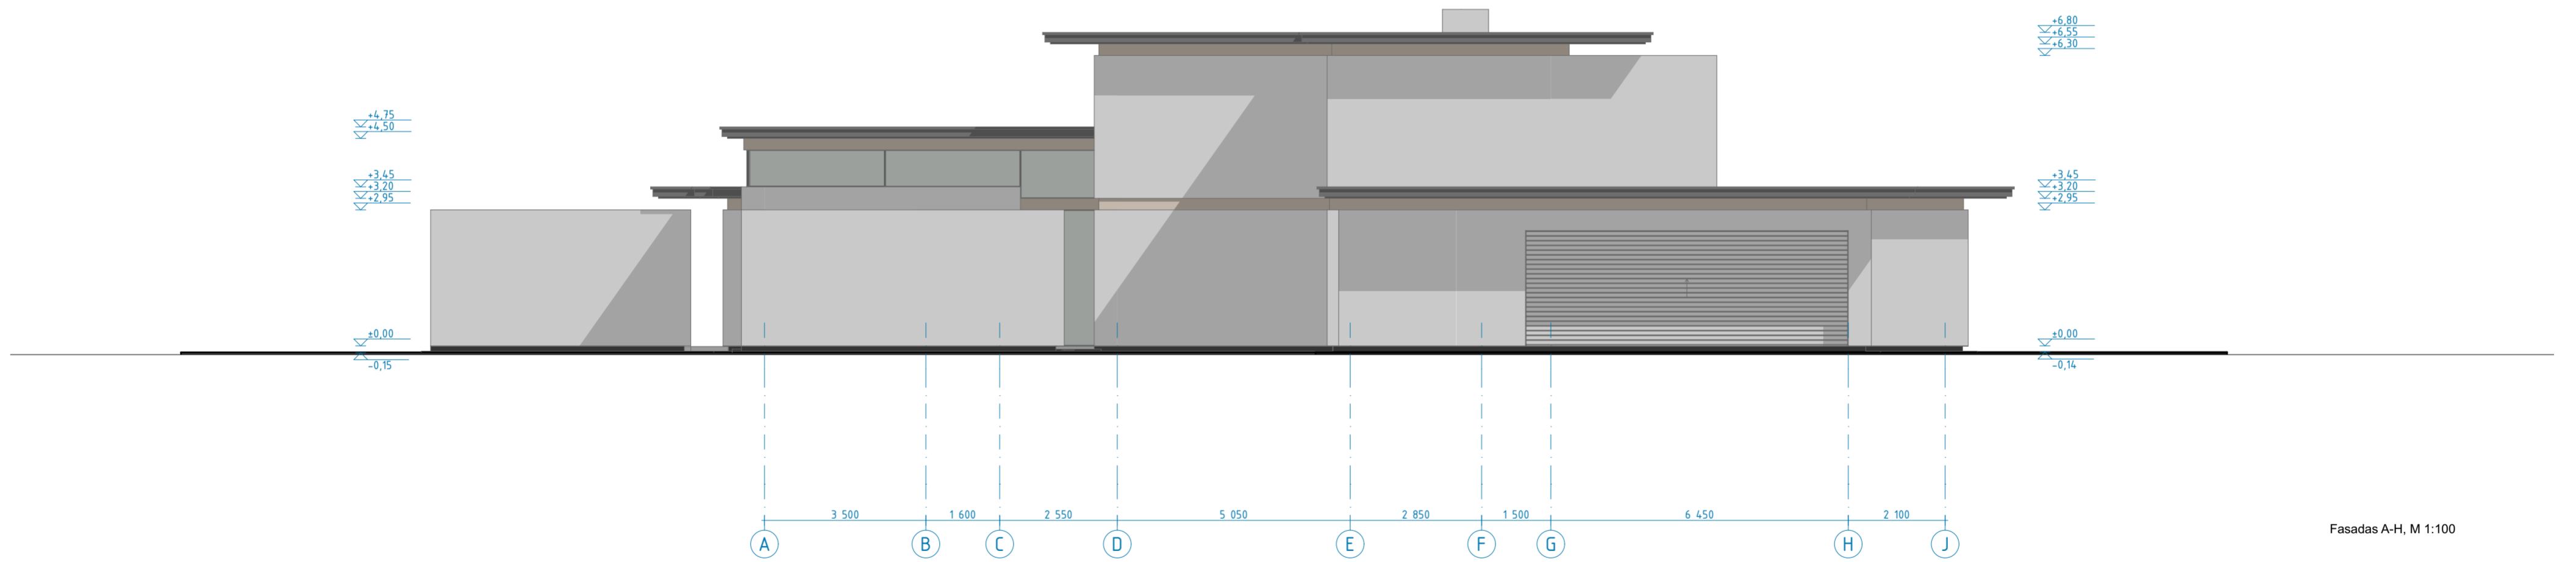 +6,80
+6,55
+6,30
+4,75
+4,50
+3,45
+3,20
+2,95
+3,45
+3,20
+2,95
±0,00
-0,15
±0,00
-0,14
3 500
1 600
2 550
5 050
2 850
1 500
6 450
2 100
A
B
C
D
E
F
G
H
J
Fasadas A-H, M 1:100